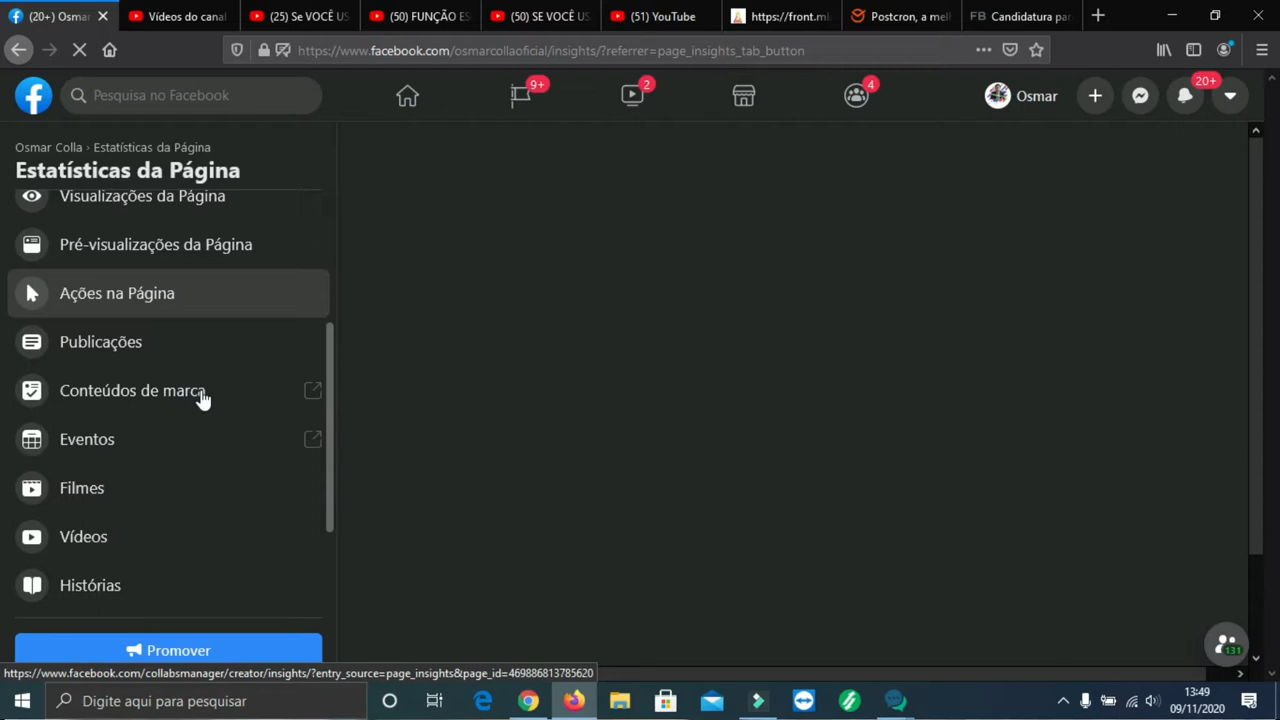 (20+) Osmar
Vídeos do canal
(25) Se VOCÊ US
(50) FUNÇÃO ES
(50) SE VOCÊ US
(51) YouTube
https://front.ml
Postcron, a mel
FB Candidatura par
https://www.facebook.com/osmarcollaoficial/insights/?referrer=page_insights_tab_button
Pesquisa no Facebook
9+
2
4
Osmar
20+
Osmar Colla › Estatísticas da Página
Estatísticas da Página
Visualizações da Página
Pré-visualizações da Página
Ações na Página
Publicações
Conteúdos de marca
Eventos
Filmes
Vídeos
Histórias
Promover
131
https://www.facebook.com/collabsmanager/creator/insights/?entry_source=page_insights&page_id=469886813785620
Digite aqui para pesquisar
13:49
09/11/2020